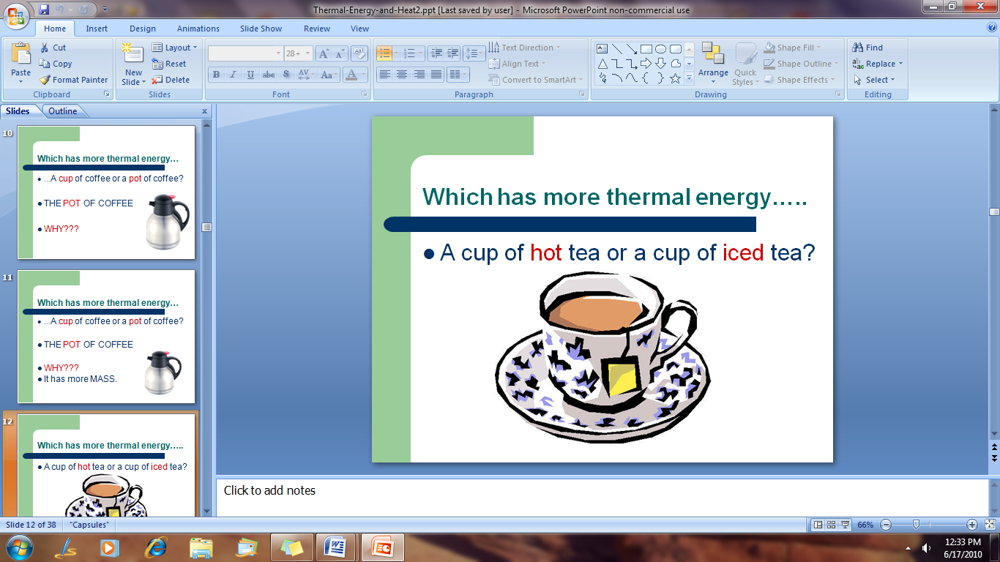 Thermal-Energy-and-Heat2.ppt [Last saved by user] - Microsoft PowerPoint non-commercial use
Home Insert Design Animations Slide Show Review View
Paste
Cut
Copy
Format Painter
Clipboard
New Slide
Layout
Reset
Delete
Slides
28
B I U abc S AV Aa A
Font
Text Direction
Align Text
Convert to SmartArt
Paragraph
Arrange
Quick Styles
Shape Fill
Shape Outline
Shape Effects
Drawing
Find
Replace
Select
Editing
Slides Outline x
10
Which has more thermal energy…
• …A cup of coffee or a pot of coffee?
• THE POT OF COFFEE
• WHY???
11
Which has more thermal energy…
• …A cup of coffee or a pot of coffee?
• THE POT OF COFFEE
• WHY???
• It has more MASS.
12
Which has more thermal energy…..
• A cup of hot tea or a cup of iced tea?
Which has more thermal energy…..
• A cup of hot tea or a cup of iced tea?
Click to add notes
Slide 12 of 38 "Capsules" 66%
12:33 PM
6/17/2010